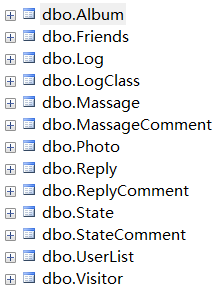 dbo.Album
dbo.Friends
dbo.Log
dbo.LogClass
dbo.Massage
dbo.MassageComment
dbo.Photo
dbo.Reply
dbo.ReplyComment
dbo.State
dbo.StateComment
dbo.UserList
dbo.Visitor